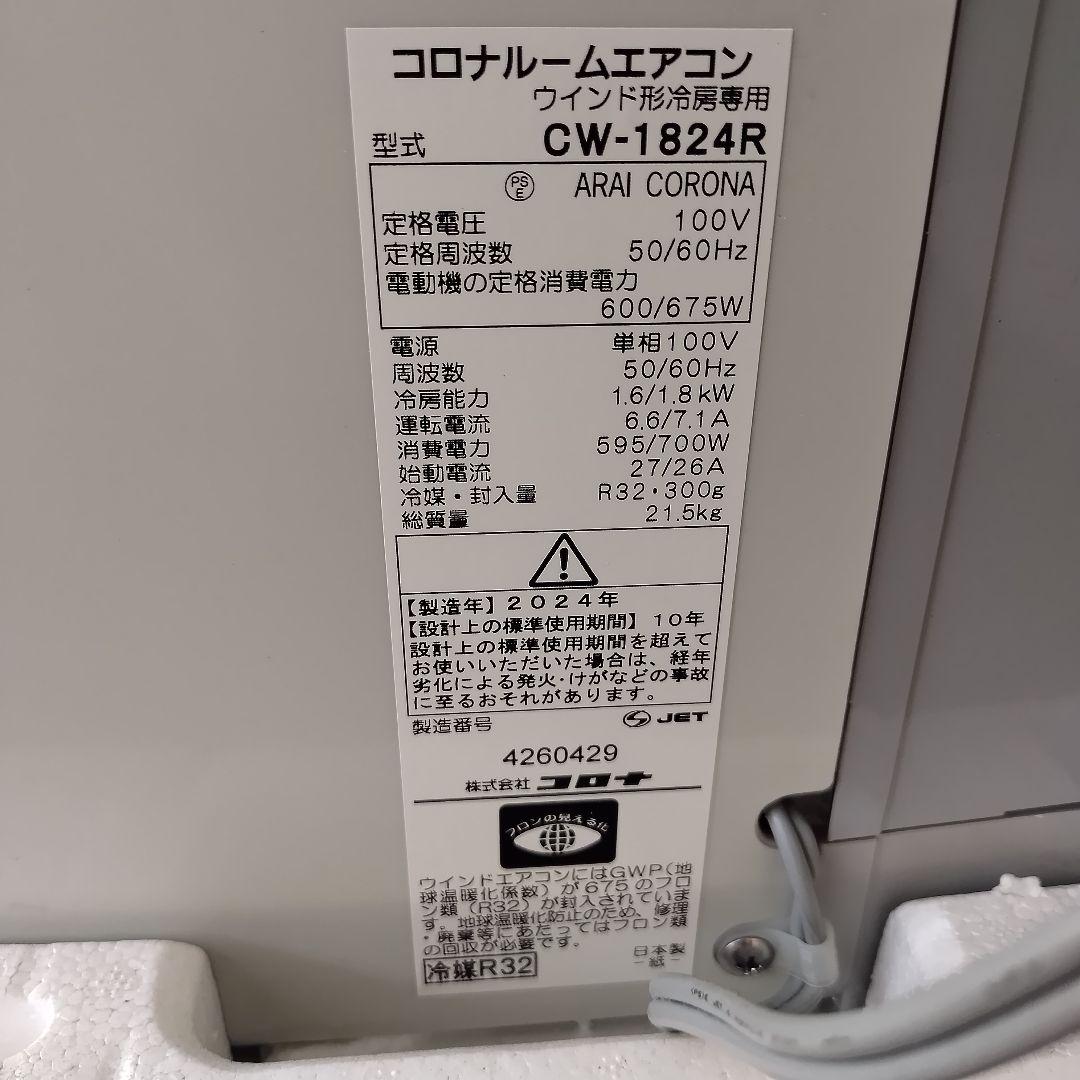 コロナルームエアコン
ウインド形冷房専用
型式 CW-1824R
PS E ARAI CORONA
定格電圧 100V
定格周波数 50/60Hz
電動機の定格消費電力
600/675W
電源 単相100V
周波数 50/60Hz
冷房能力 1.6/1.8kW
運転電流 6.6/7.1A
消費電力 595/700W
始動電流 27/26A
冷媒・封入量 R32・300g
総質量 21.5kg
【製造年】2024年
【設計上の標準使用期間】10年
設計上の標準使用期間を超えて
お使いいただいた場合は、経年
劣化による発火・けがなどの事故
に至るおそれがあります。
製造番号 JET
4260429
株式会社 コロナ
フロンの見える化
ウインドエアコンにはGWP(地
球温暖化係数)が675のフロ
ン類(R32)が封入されていま
す。地球温暖化防止のため、修理
・廃棄等にあたってはフロン類
の回収が必要です。
日本製
冷媒R32 -紙-